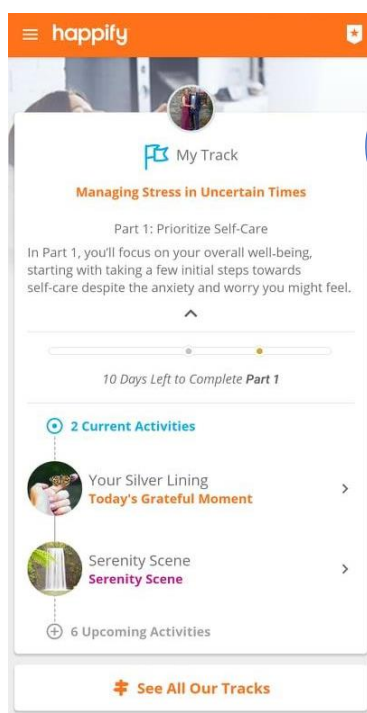 happify
My Track
Managing Stress in Uncertain Times
Part 1: Prioritize Self-Care
In Part 1, you'll focus on your overall well-being,
starting with taking a few initial steps towards
self-care despite the anxiety and worry you might feel.
10 Days Left to Complete Part 1
2 Current Activities
Your Silver Lining
Today's Grateful Moment
Serenity Scene
Serenity Scene
6 Upcoming Activities
See All Our Tracks